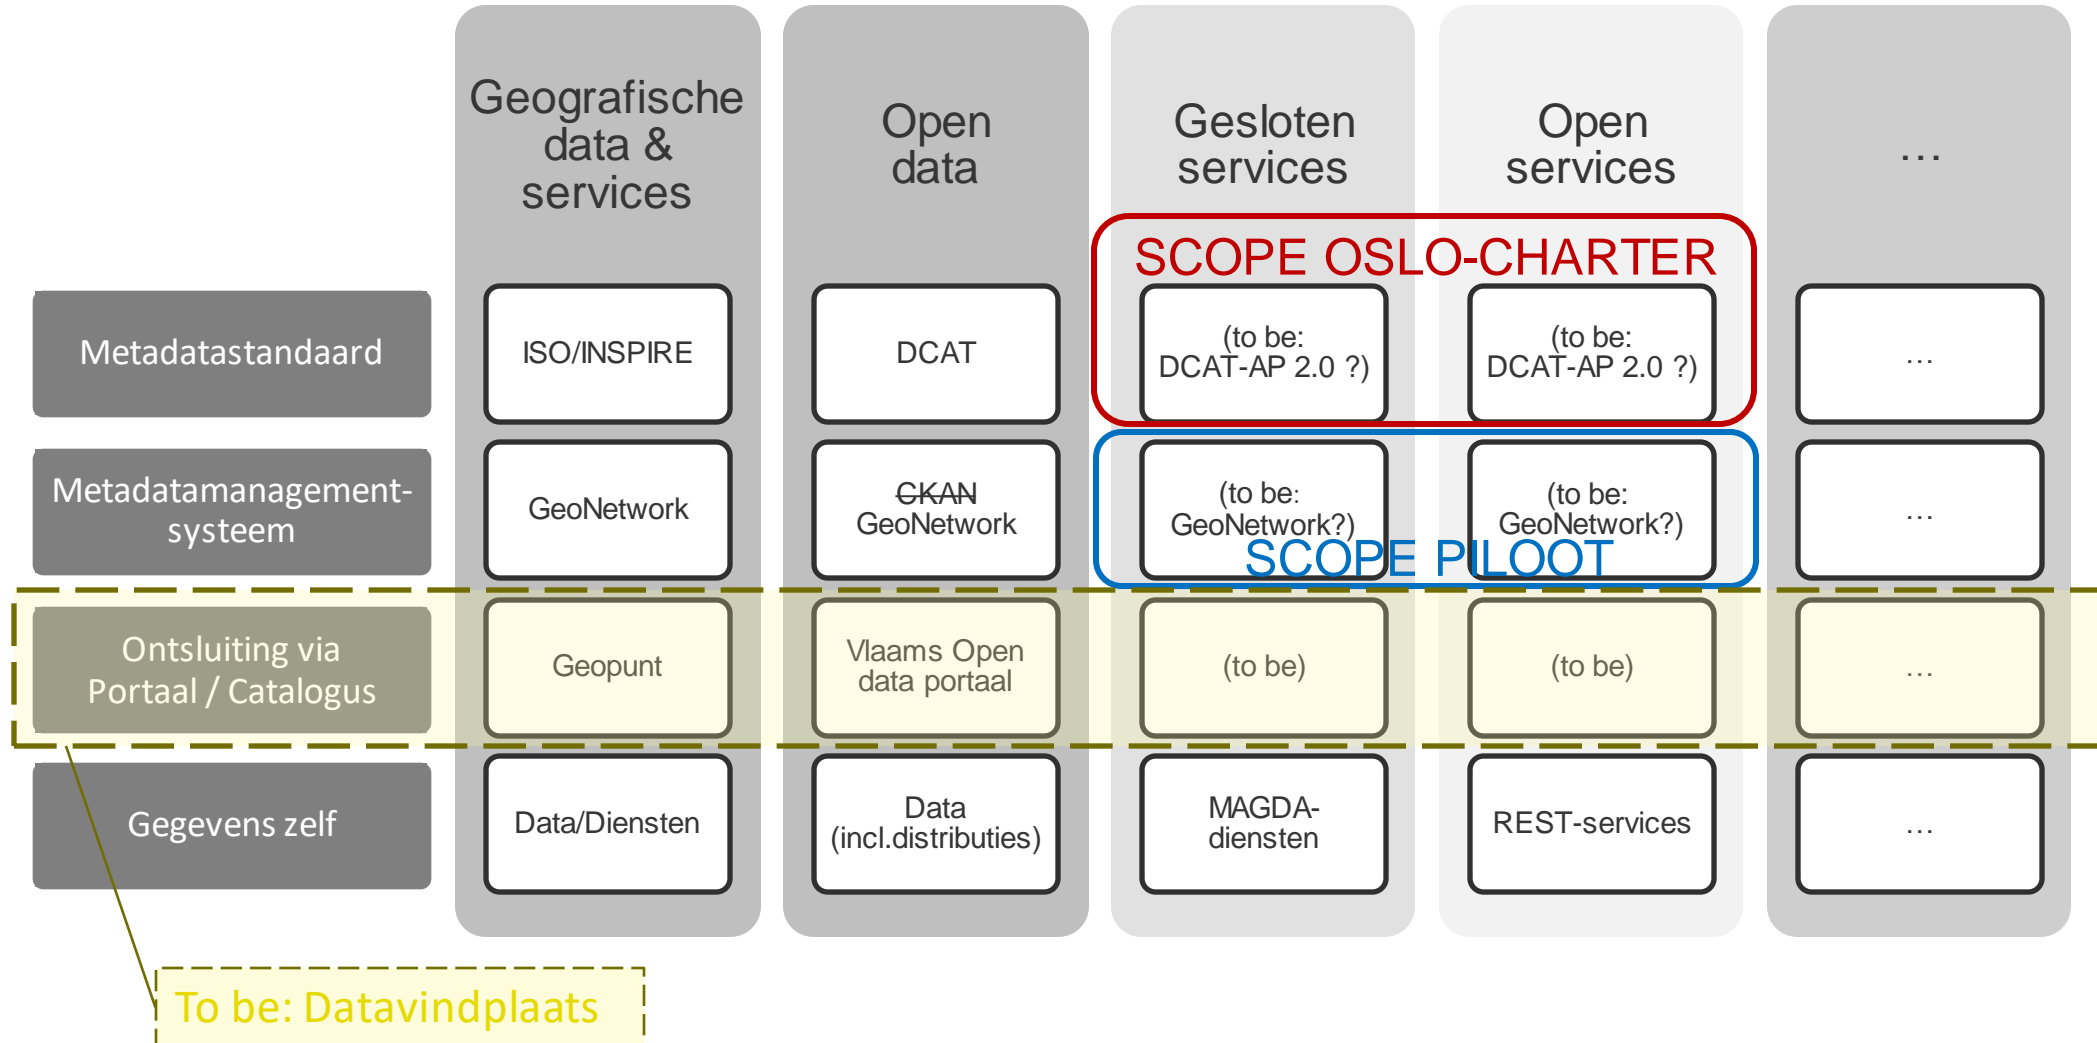 Geografische
data &
services
Open
data
Gesloten
services
Open
services
...
SCOPE OSLO-CHARTER
Metadatastandaard
ISO/INSPIRE
DCAT
(to be:
DCAT-AP 2.0 ?)
(to be:
DCAT-AP 2.0 ?)
...
Metadatamanagement-
systeem
GeoNetwork
CKAN
GeoNetwork
(to be:
GeoNetwork?)
(to be:
GeoNetwork?)
...
SCOPE PILOOT
Ontsluiting via
Portaal / Catalogus
Geopunt
Vlaams Open
data portaal
(to be)
(to be)
...
Gegevens zelf
Data/Diensten
Data
(incl.distributies)
MAGDA-
diensten
REST-services
...
To be: Datavindplaats